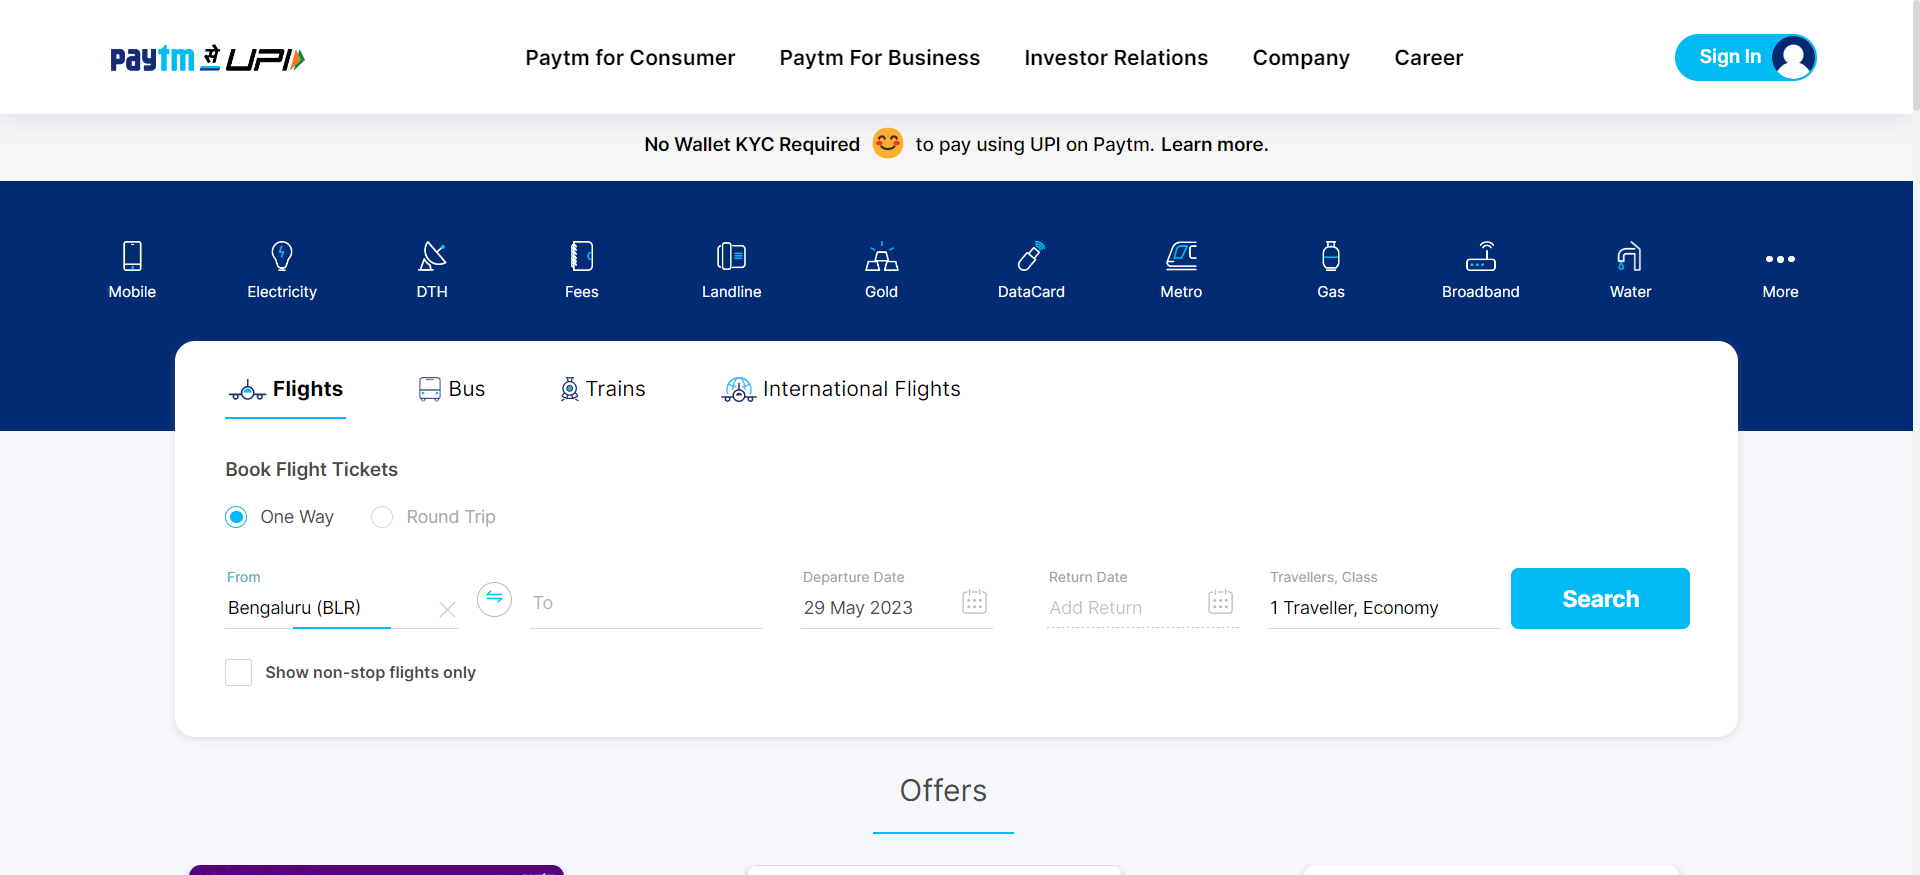 paytm से UPI
Paytm for Consumer
Paytm For Business
Investor Relations
Company
Career
Sign In
No Wallet KYC Required to pay using UPI on Paytm. Learn more.
Mobile
Electricity
DTH
Fees
Landline
Gold
DataCard
Metro
Gas
Broadband
Water
More
Flights
Bus
Trains
International Flights
Book Flight Tickets
One Way
Round Trip
From
Bengaluru (BLR)
To
Departure Date
29 May 2023
Return Date
Add Return
Travellers, Class
1 Traveller, Economy
Search
Show non-stop flights only
Offers